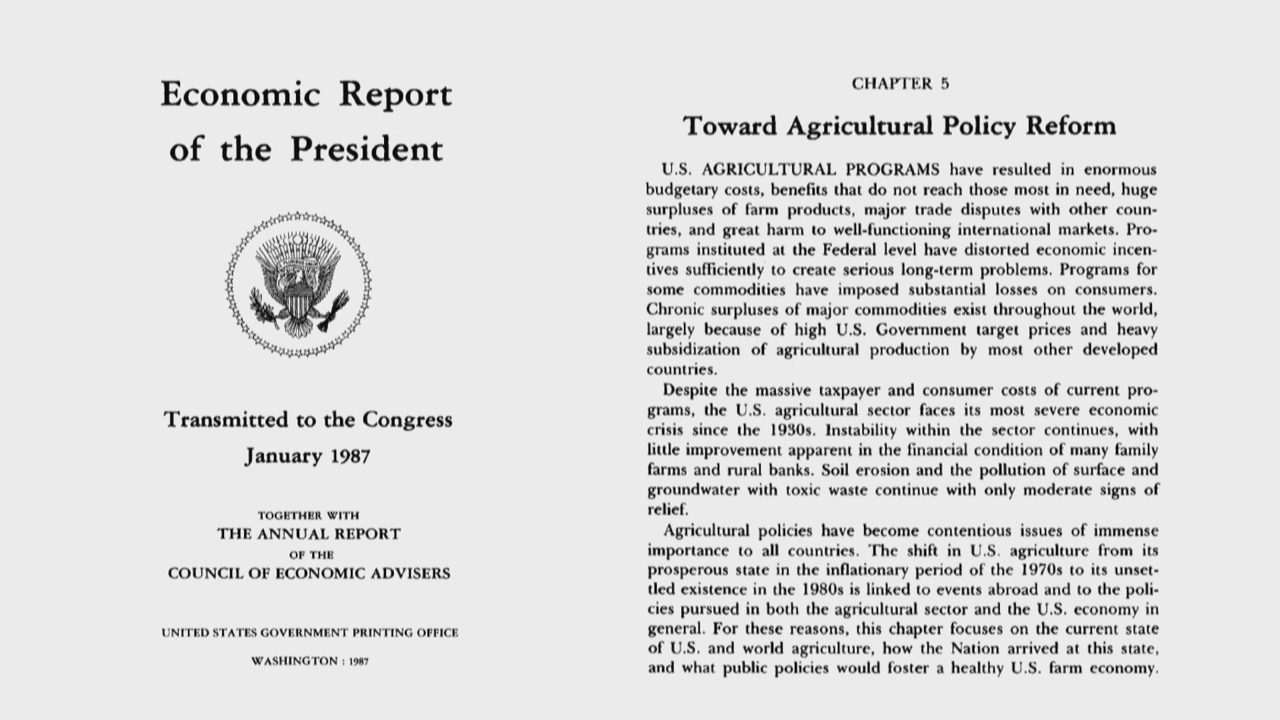 Economic Report
of the President
Transmitted to the Congress
January 1987
TOGETHER WITH
THE ANNUAL REPORT
OF THE
COUNCIL OF ECONOMIC ADVISERS
UNITED STATES GOVERNMENT PRINTING OFFICE
WASHINGTON : 1987
CHAPTER 5
Toward Agricultural Policy Reform
U.S. AGRICULTURAL PROGRAMS have resulted in enormous
budgetary costs, benefits that do not reach those most in need, huge
surpluses of farm products, major trade disputes with other coun-
tries, and great harm to well-functioning international markets. Pro-
grams instituted at the Federal level have distorted economic incen-
tives sufficiently to create serious long-term problems. Programs for
some commodities have imposed substantial losses on consumers.
Chronic surpluses of major commodities exist throughout the world,
largely because of high U.S. Government target prices and heavy
subsidization of agricultural production by most other developed
countries.
Despite the massive taxpayer and consumer costs of current pro-
grams, the U.S. agricultural sector faces its most severe economic
crisis since the 1930s. Instability within the sector continues, with
little improvement apparent in the financial condition of many family
farms and rural banks. Soil erosion and the pollution of surface and
groundwater with toxic waste continue with only moderate signs of
relief.
Agricultural policies have become contentious issues of immense
importance to all countries. The shift in U.S. agriculture from its
prosperous state in the inflationary period of the 1970s to its unset-
tled existence in the 1980s is linked to events abroad and to the poli-
cies pursued in both the agricultural sector and the U.S. economy in
general. For these reasons, this chapter focuses on the current state
of U.S. and world agriculture, how the Nation arrived at this state,
and what public policies would foster a healthy U.S. farm economy.